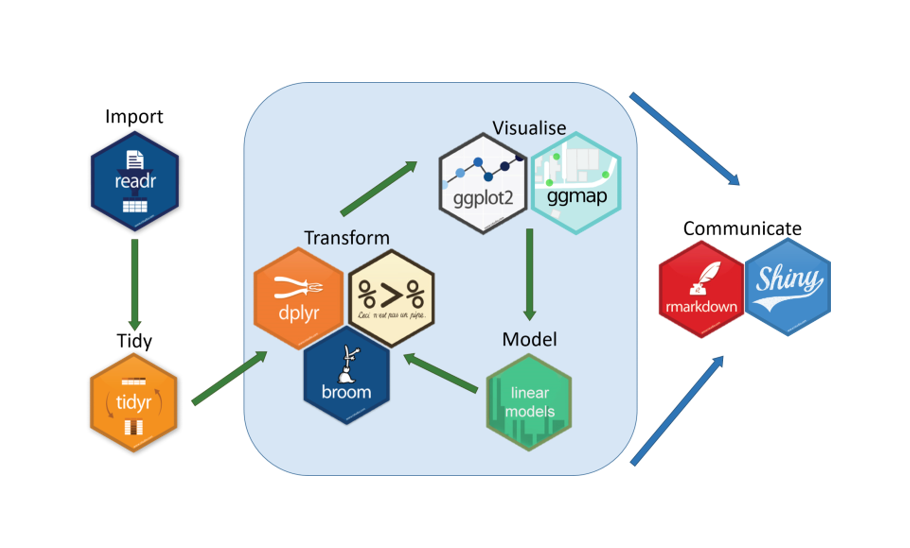 Import
readr
Tidy
tidyr
Transform
dplyr
%>%
Ceci n'est pas un pipe.
broom
Visualise
ggplot2
ggmap
Model
linear
models
Communicate
rmarkdown
Shiny